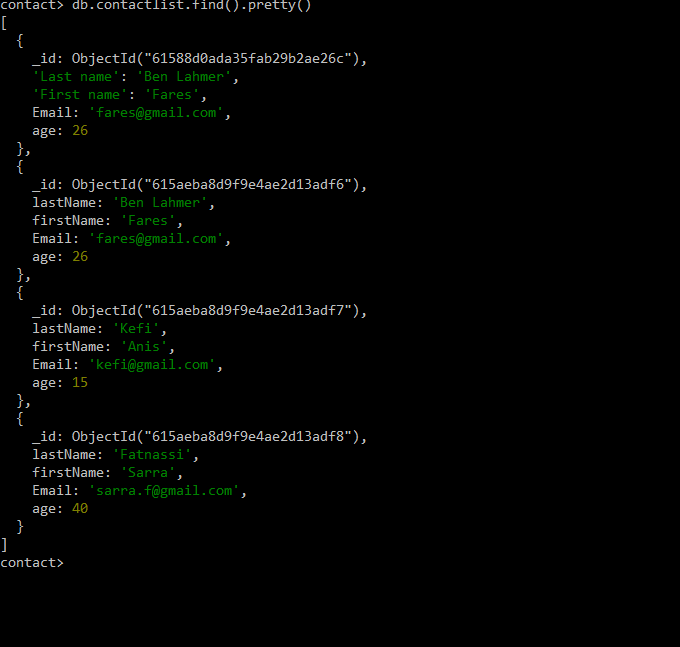 contact> db.contactlist.find().pretty()
[
  {
    _id: ObjectId("61588d0ada35fab29b2ae26c"),
    'Last name': 'Ben Lahmer',
    'First name': 'Fares',
    Email: 'fares@gmail.com',
    age: 26
  },
  {
    _id: ObjectId("615aeba8d9f9e4ae2d13adf6"),
    lastName: 'Ben Lahmer',
    firstName: 'Fares',
    Email: 'fares@gmail.com',
    age: 26
  },
  {
    _id: ObjectId("615aeba8d9f9e4ae2d13adf7"),
    lastName: 'Kefi',
    firstName: 'Anis',
    Email: 'kefi@gmail.com',
    age: 15
  },
  {
    _id: ObjectId("615aeba8d9f9e4ae2d13adf8"),
    lastName: 'Fatnassi',
    firstName: 'Sarra',
    Email: 'sarra.f@gmail.com',
    age: 40
  }
]
contact>